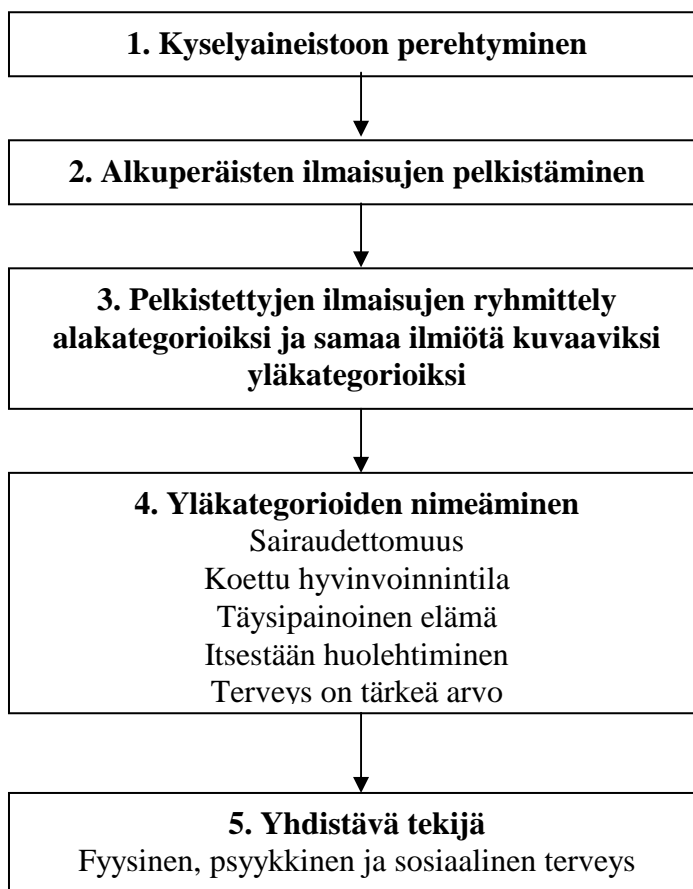 1. Kyselyaineistoon perehtyminen
2. Alkuperäisten ilmaisujen pelkistäminen
3. Pelkistettyjen ilmaisujen ryhmittely
alakategorioiksi ja samaa ilmiötä kuvaaviksi
yläkategorioiksi
4. Yläkategorioiden nimeäminen
Sairaudettomuus
Koettu hyvinvoinnintila
Täysipainoinen elämä
Itsestään huolehtiminen
Terveys on tärkeä arvo
5. Yhdistävä tekijä
Fyysinen, psyykkinen ja sosiaalinen terveys